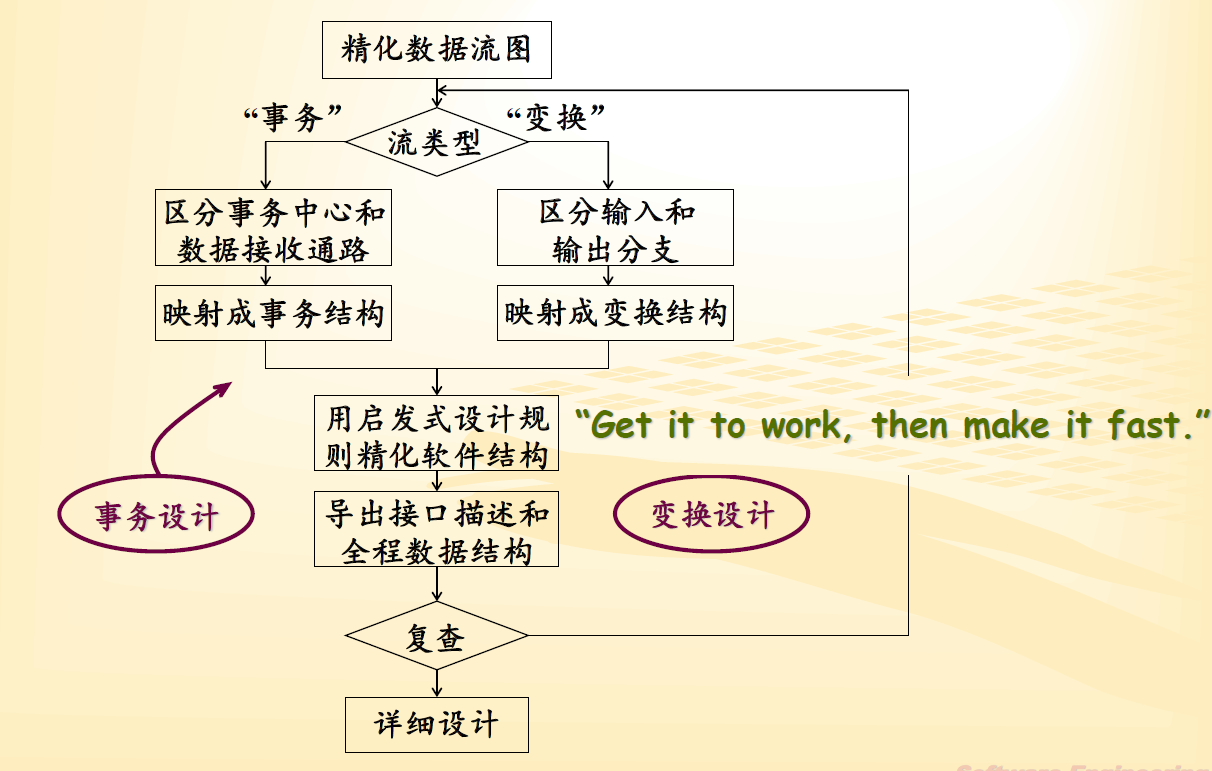 精化数据流图
“事务”
“变换”
流类型
区分事务中心和
数据接收通路
区分输入和
输出分支
映射成事务结构
映射成变换结构
用启发式设计规
则精化软件结构
“Get it to work, then make it fast.”
导出接口描述和
全程数据结构
事务设计
变换设计
复查
详细设计
Software Engineering